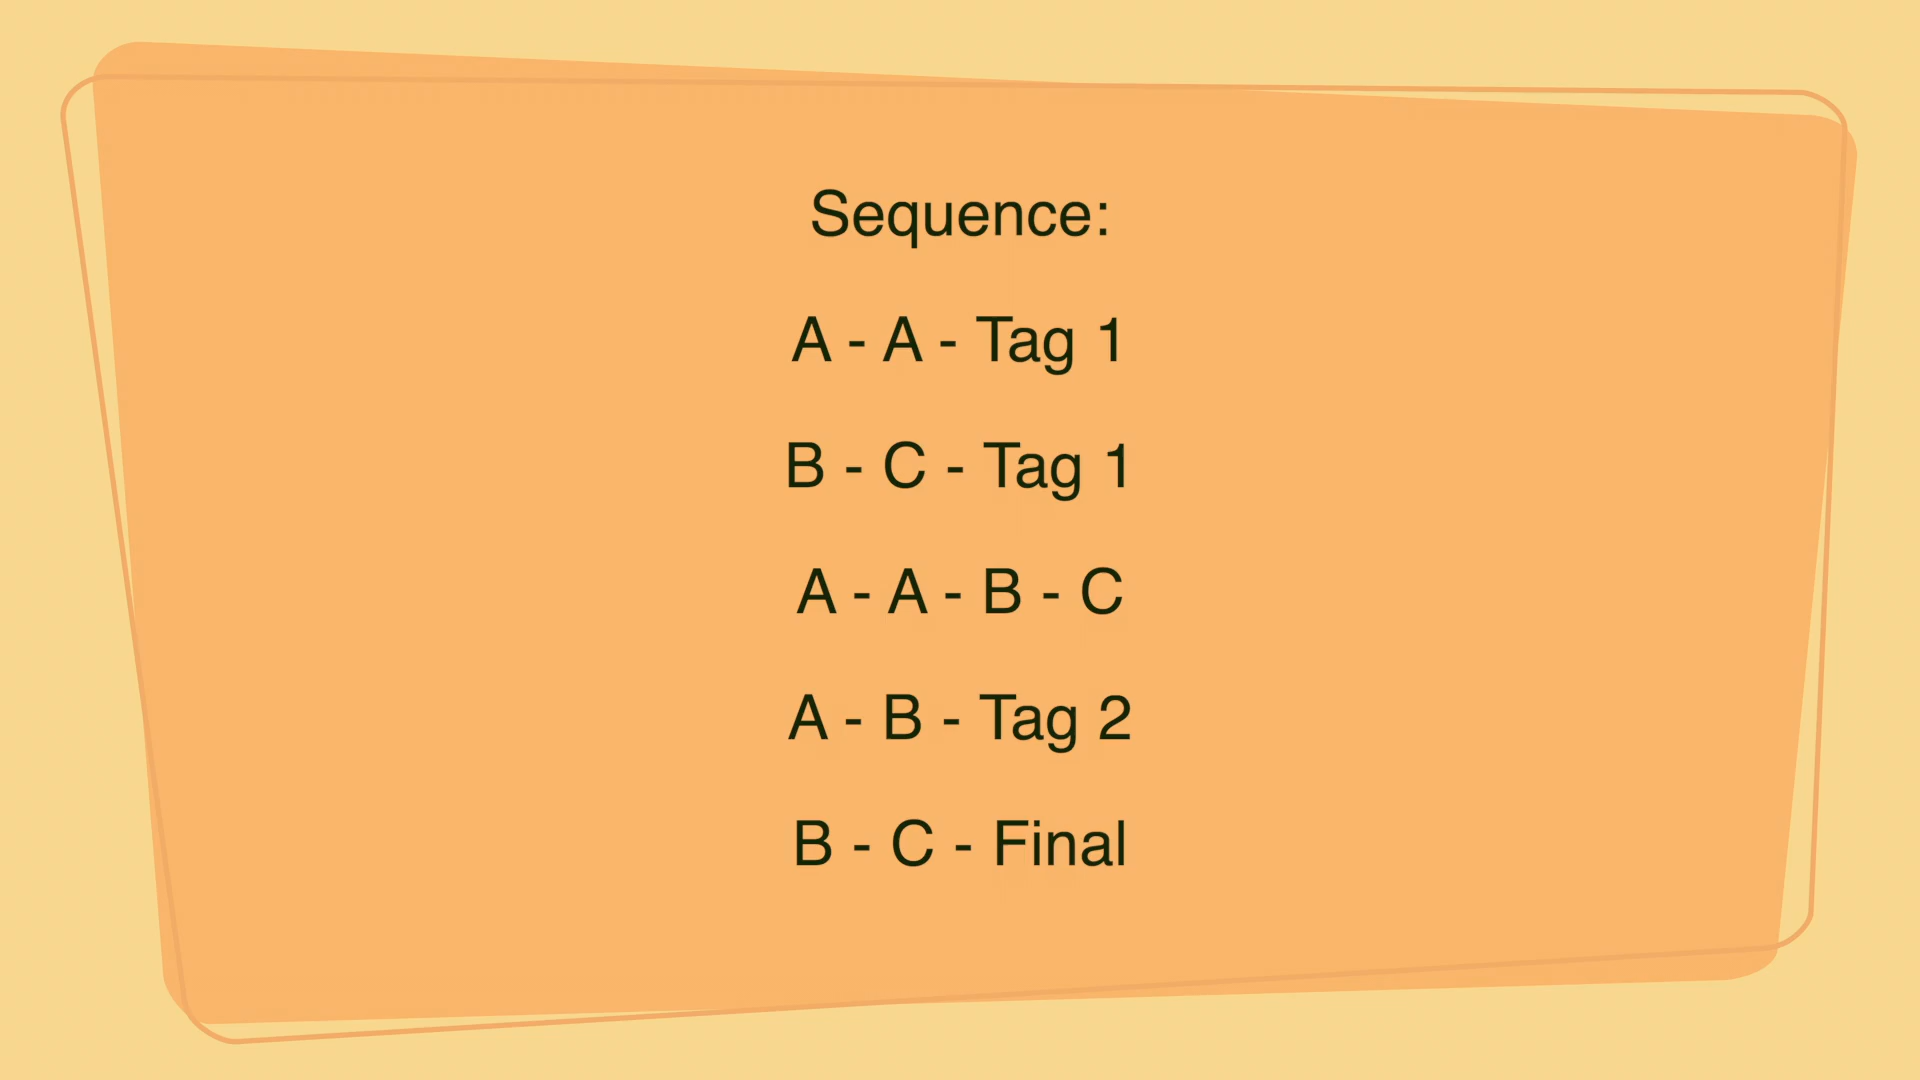 Sequence:
A - A - Tag 1
B - C - Tag 1
A - A - B - C
A - B - Tag 2
B - C - Final